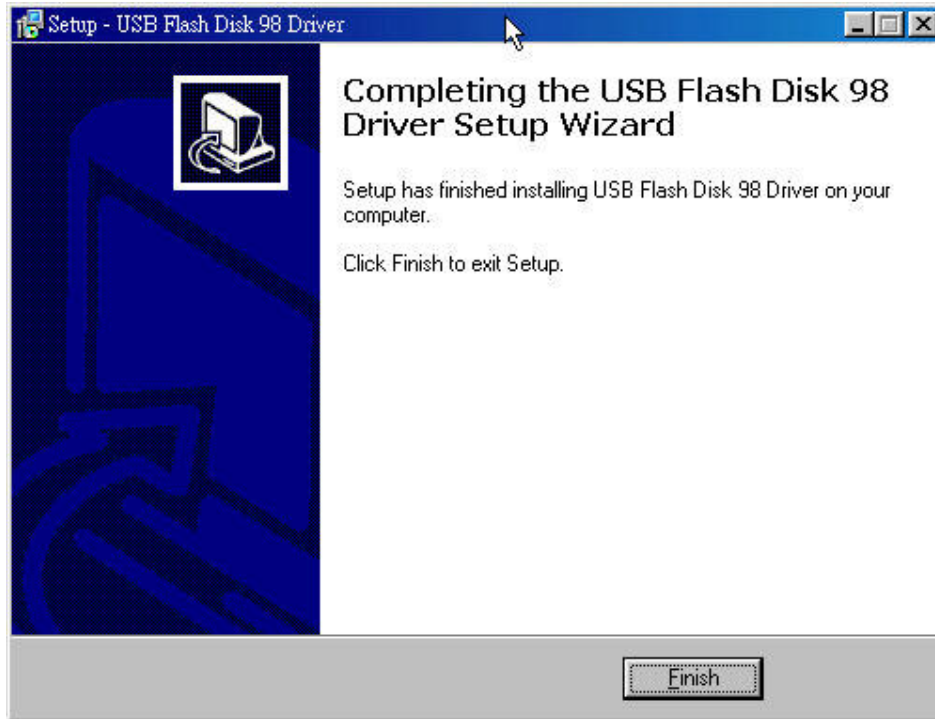 Setup - USB Flash Disk 98 Driver
Completing the USB Flash Disk 98
Driver Setup Wizard
Setup has finished installing USB Flash Disk 98 Driver on your
computer.
Click Finish to exit Setup.
Finish